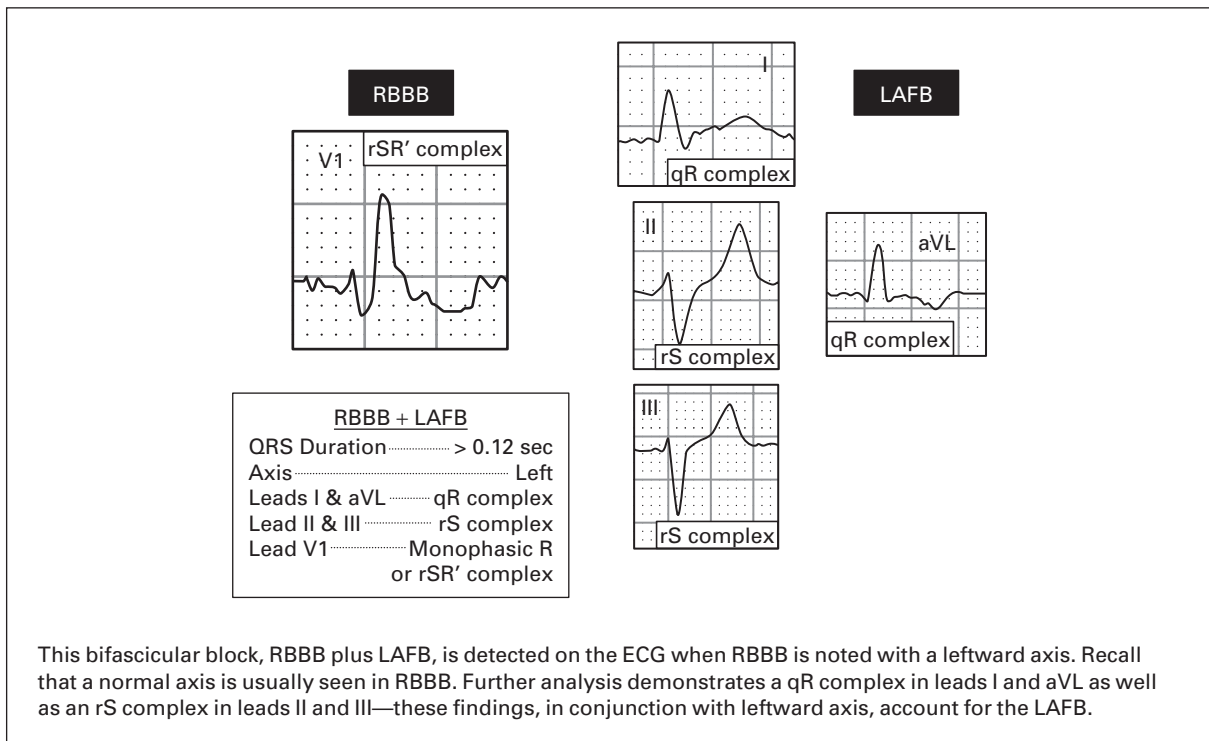 RBBB
V1
rSR’ complex
RBBB + LAFB
QRS Duration > 0.12 sec
Axis Left
Leads I & aVL qR complex
Lead II & III rS complex
Lead V1 Monophasic R
or rSR’ complex
I
qR complex
II
rS complex
III
rS complex
LAFB
aVL
qR complex
This bifascicular block, RBBB plus LAFB, is detected on the ECG when RBBB is noted with a leftward axis. Recall
that a normal axis is usually seen in RBBB. Further analysis demonstrates a qR complex in leads I and aVL as well
as an rS complex in leads II and III—these findings, in conjunction with leftward axis, account for the LAFB.